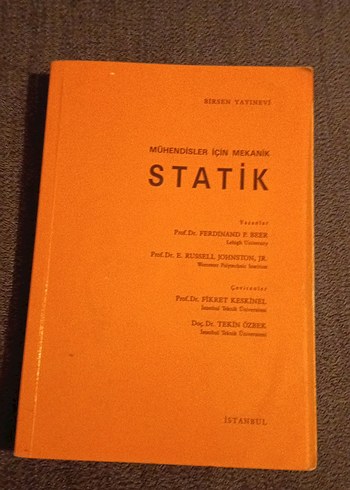 BİRSEN YAYINEVİ
MÜHENDİSLER İÇİN MEKANİK
STATİK
Yazanlar
Prof. Dr. FERDINAND P. BEER
Lehigh University
Prof. Dr. E. RUSSELL JOHNSTON, JR.
Worcester Polytechnic Institute
Çevirenler
Prof. Dr. FİKRET KESKİNEL
İstanbul Teknik Üniversitesi
Doç. Dr. TEKİN ÖZBEK
İstanbul Teknik Üniversitesi
İSTANBUL